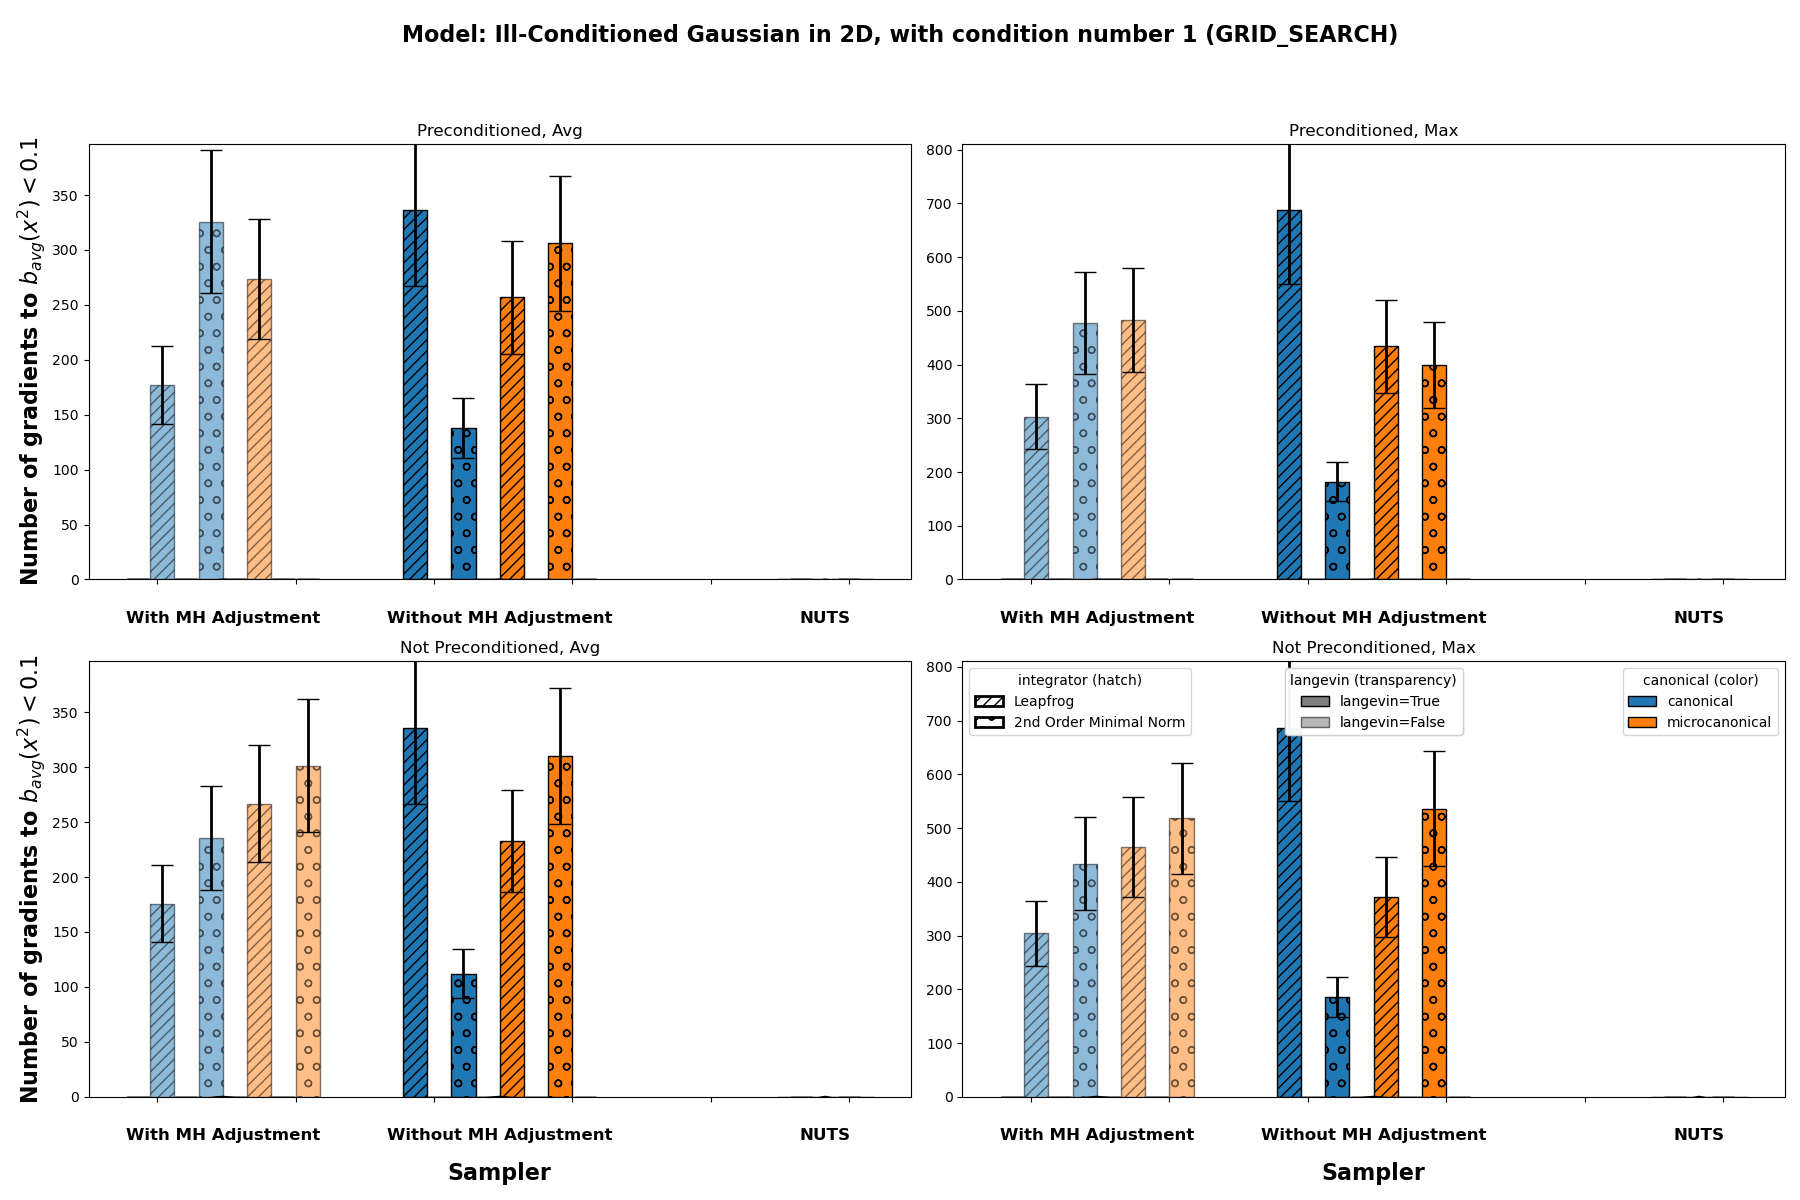 Model: Ill-Conditioned Gaussian in 2D, with condition number 1 (GRID_SEARCH)
Preconditioned, Avg
Number of gradients to b_{avg}(x^2) < 0.1
350
300
250
200
150
100
50
0
With MH Adjustment
Without MH Adjustment
NUTS
Preconditioned, Max
800
700
600
500
400
300
200
100
0
With MH Adjustment
Without MH Adjustment
NUTS
Not Preconditioned, Avg
Number of gradients to b_{avg}(x^2) < 0.1
350
300
250
200
150
100
50
0
With MH Adjustment
Without MH Adjustment
NUTS
Sampler
Not Preconditioned, Max
800
700
600
500
400
300
200
100
0
integrator (hatch)
Leapfrog
2nd Order Minimal Norm
langevin (transparency)
langevin=True
langevin=False
canonical (color)
canonical
microcanonical
With MH Adjustment
Without MH Adjustment
NUTS
Sampler